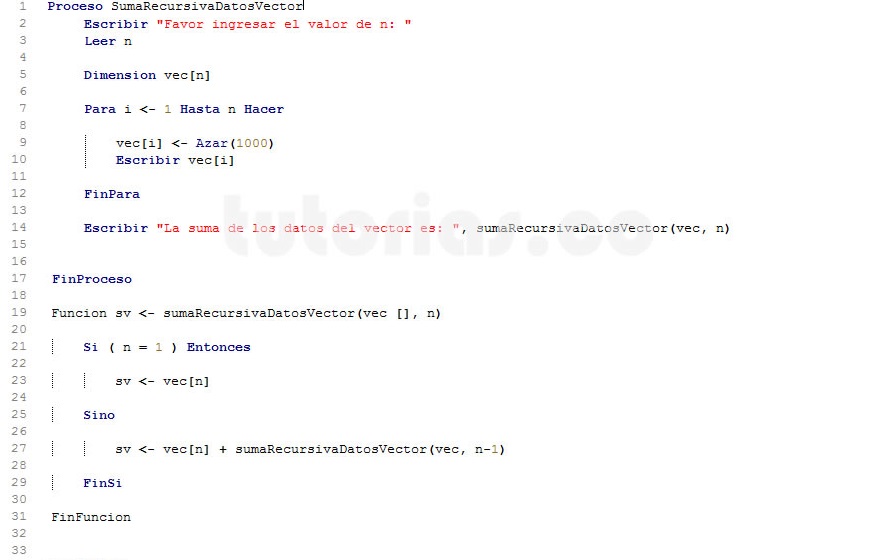 1 Proceso SumaRecursivaDatosVector
2 Escribir "Favor ingresar el valor de n: "
3 Leer n
4
5 Dimension vec[n]
6
7 Para i <- 1 Hasta n Hacer
8
9 vec[i] <- Azar(1000)
10 Escribir vec[i]
11
12 FinPara
13
14 Escribir "La suma de los datos del vector es: ", sumaRecursivaDatosVector(vec, n)
tutorias.co
15
16
17 FinProceso
18
19 Funcion sv <- sumaRecursivaDatosVector(vec [], n)
20
21 Si ( n = 1 ) Entonces
22
23 sv <- vec[n]
24
25 Sino
26
27 sv <- vec[n] + sumaRecursivaDatosVector(vec, n-1)
28
29 FinSi
30
31 FinFuncion
32
33